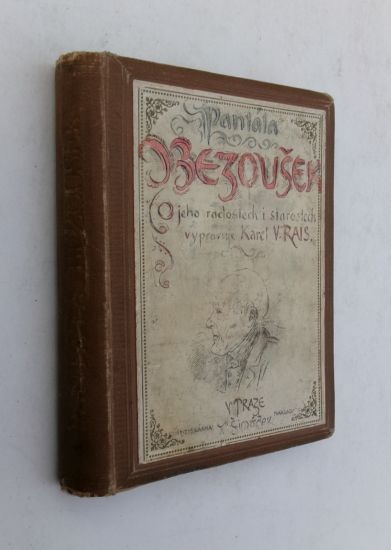 Pantáta
BEZOUŠEK
O jeho radostech i starostech
vypravuje Karel V. RAIS.
V PRAZE